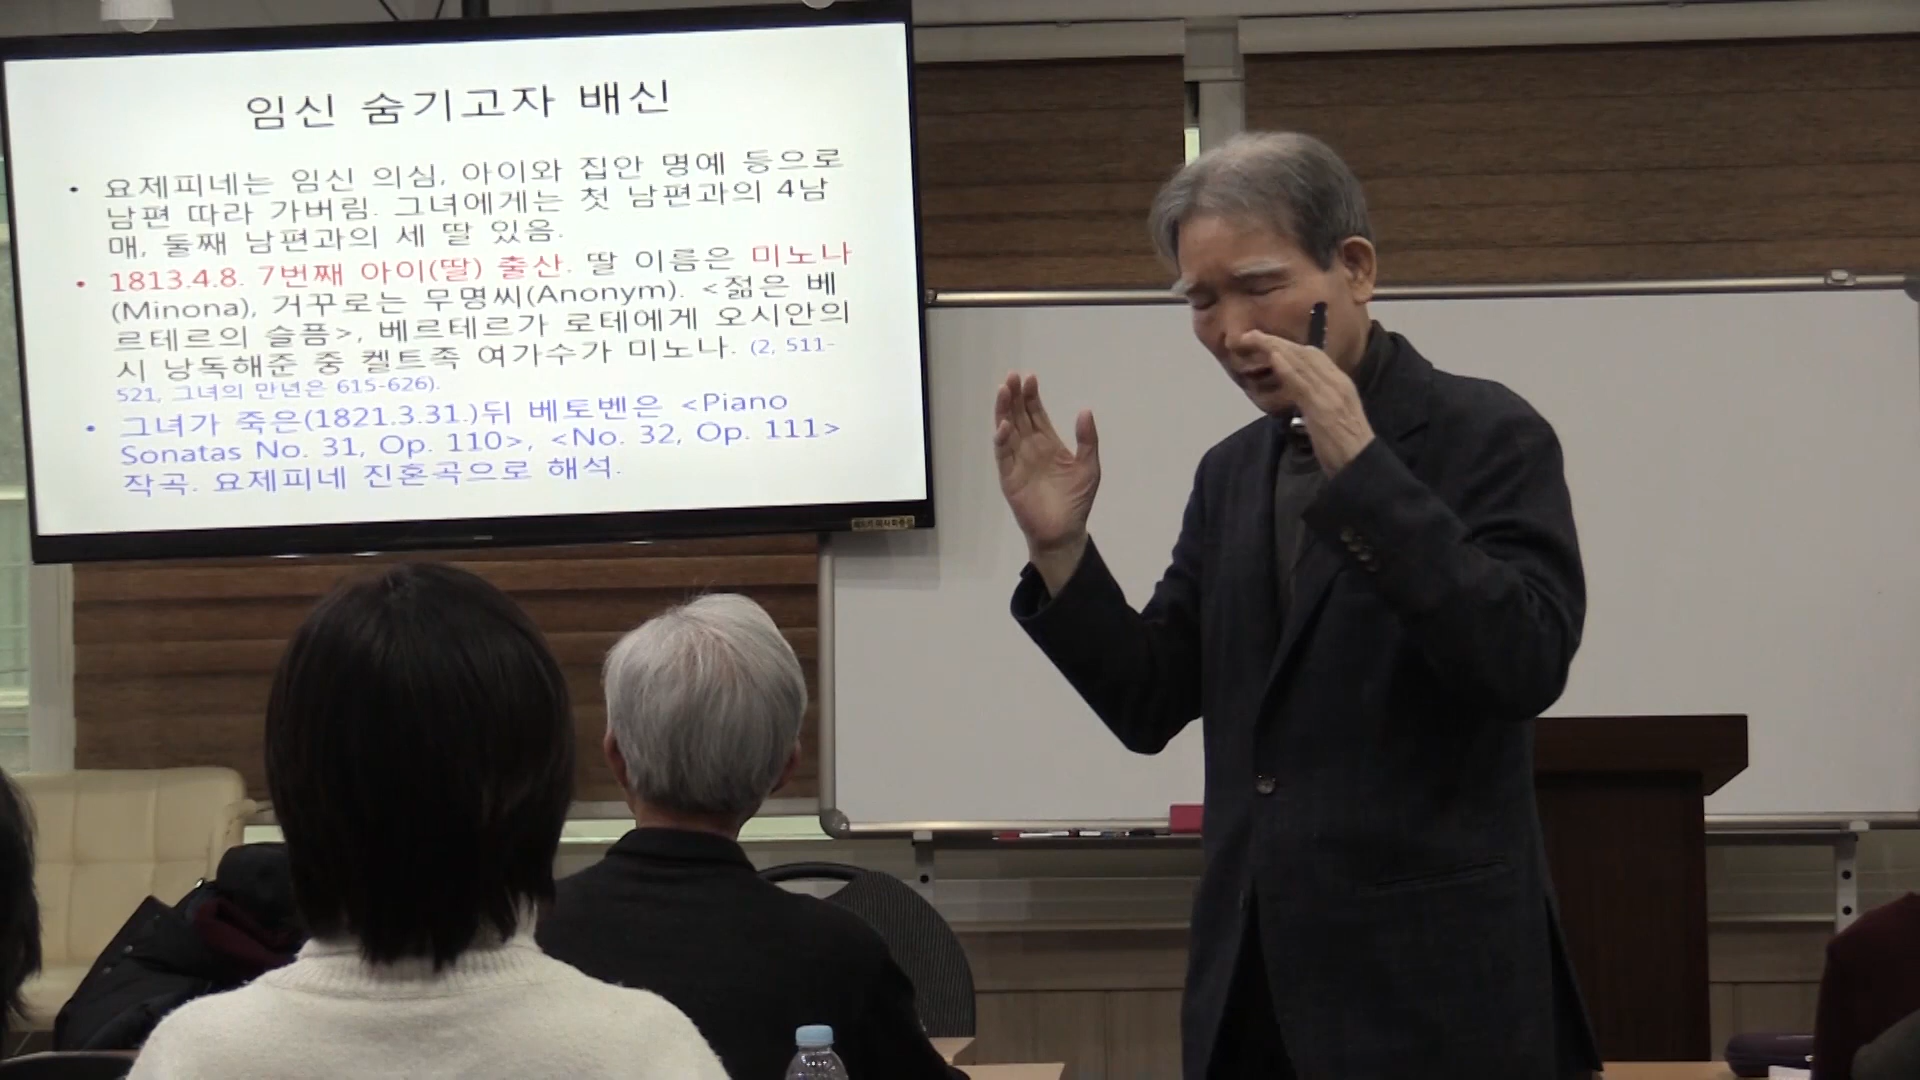 임신 숨기고자 배신
• 요제피네는 임신 의심, 아이와 집안 명예 등으로
남편 따라 가버림. 그녀에게는 첫 남편과의 4남
매, 둘째 남편과의 세 딸 있음.
• 1813.4.8. 7번째 아이(딸) 출산. 딸 이름은 미노나
(Minona), 거꾸로는 무명씨(Anonym). <젊은 베
르테르의 슬픔>, 베르테르가 로테에게 오시안의
시 낭독해준 중 켈트족 여가수가 미노나. (2, 511-
521, 그녀의 만년은 615-626).
• 그녀가 죽은(1821.3.31.)뒤 베토벤은 <Piano
Sonatas No. 31, Op. 110>, <No. 32, Op. 111>
작곡. 요제피네 진혼곡으로 해석.